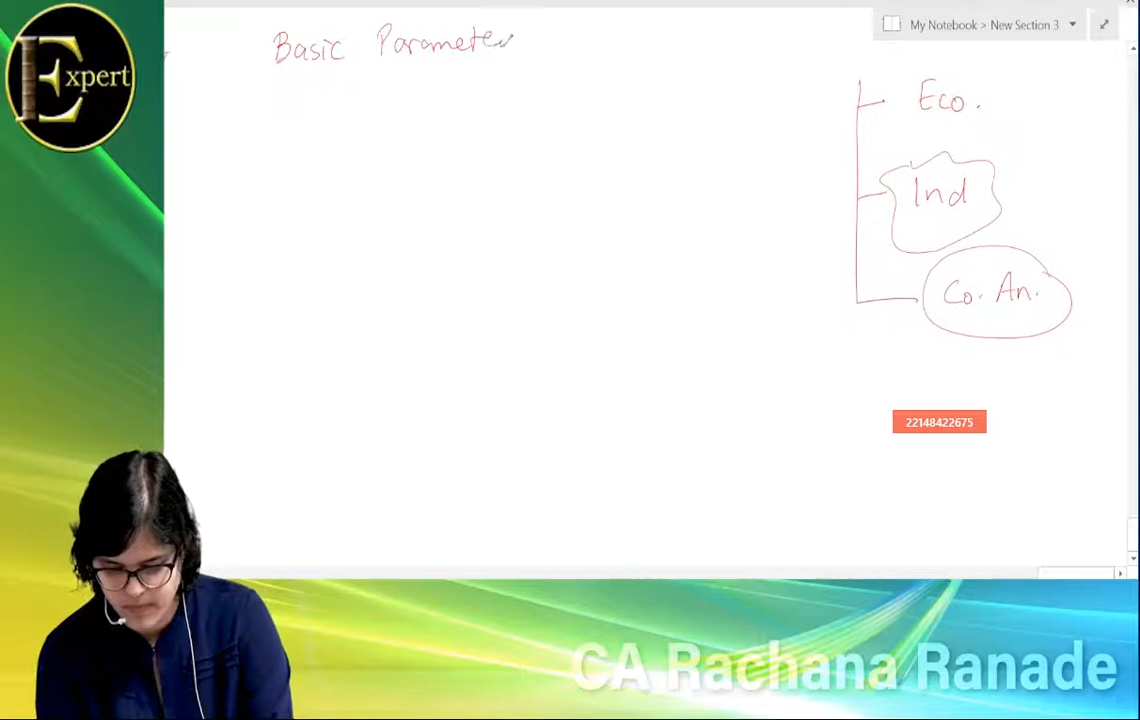 Expert
Basic Parameter
My Notebook > New Section 3
Eco.
Ind
Co. An.
22148422675
CA Rachana Ranade